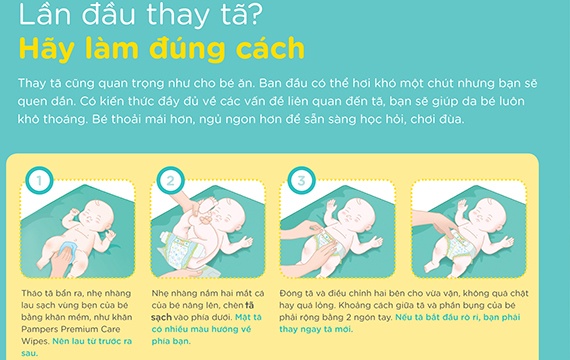 Lần đầu thay tã?
Hãy làm đúng cách
Thay tã cũng quan trọng như cho bé ăn. Ban đầu có thể hơi khó một chút nhưng bạn sẽ
quen dần. Có kiến thức đầy đủ về các vấn đề liên quan đến tã, bạn sẽ giúp da bé luôn
khô thoáng. Bé thoải mái hơn, ngủ ngon hơn để sẵn sàng học hỏi, chơi đùa.
1
2
3
Tháo tã bẩn ra, nhẹ nhàng
lau sạch vùng bẹn của bé
bằng khăn mềm, như khăn
Pampers Premium Care
Wipes. Nên lau từ trước ra
sau.
Nhẹ nhàng nắm hai mắt cá
của bé nâng lên, chèn tã
sạch vào phía dưới. Mặt tã
có nhiều màu hướng về
phía bạn.
Đóng tã và điều chỉnh hai bên cho vừa vặn, không quá chặt
hay quá lỏng. Khoảng cách giữa tã và phần bụng của bé
phải rộng bằng 2 ngón tay. Nếu tã bắt đầu rò rỉ, bạn phải
thay ngay tã mới.